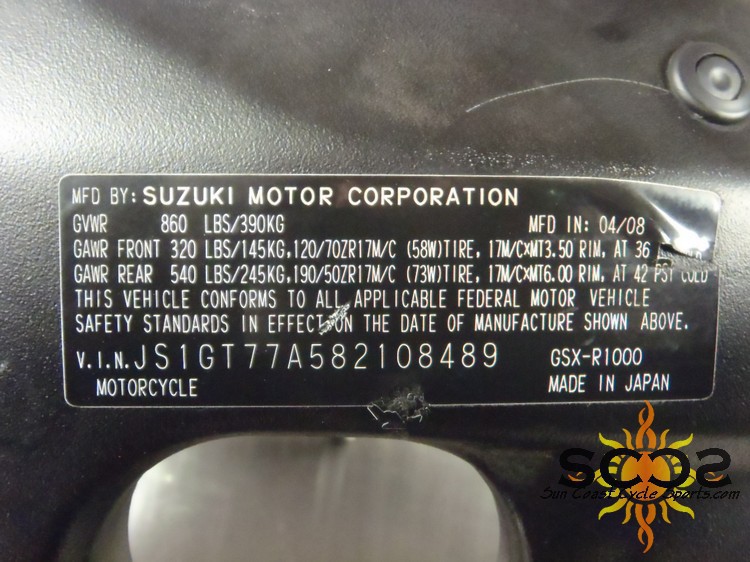 MFD BY: SUZUKI MOTOR CORPORATION
GVWR 860 LBS/390KG MFD IN: 04/08
GAWR FRONT 320 LBS/145KG,120/70ZR17M/C (58W)TIRE, 17M/C×MT3.50 RIM, AT 36
GAWR REAR 540 LBS/245KG,190/50ZR17M/C (73W)TIRE, 17M/C×MT6.00 RIM, AT 42 PSI COLD
THIS VEHICLE CONFORMS TO ALL APPLICABLE FEDERAL MOTOR VEHICLE
SAFETY STANDARDS IN EFFECT ON THE DATE OF MANUFACTURE SHOWN ABOVE.
V.I.N. JS1GT77A582108489 GSX-R1000
MOTORCYCLE MADE IN JAPAN
SCCS
Sun Coast Cycle Sports.com